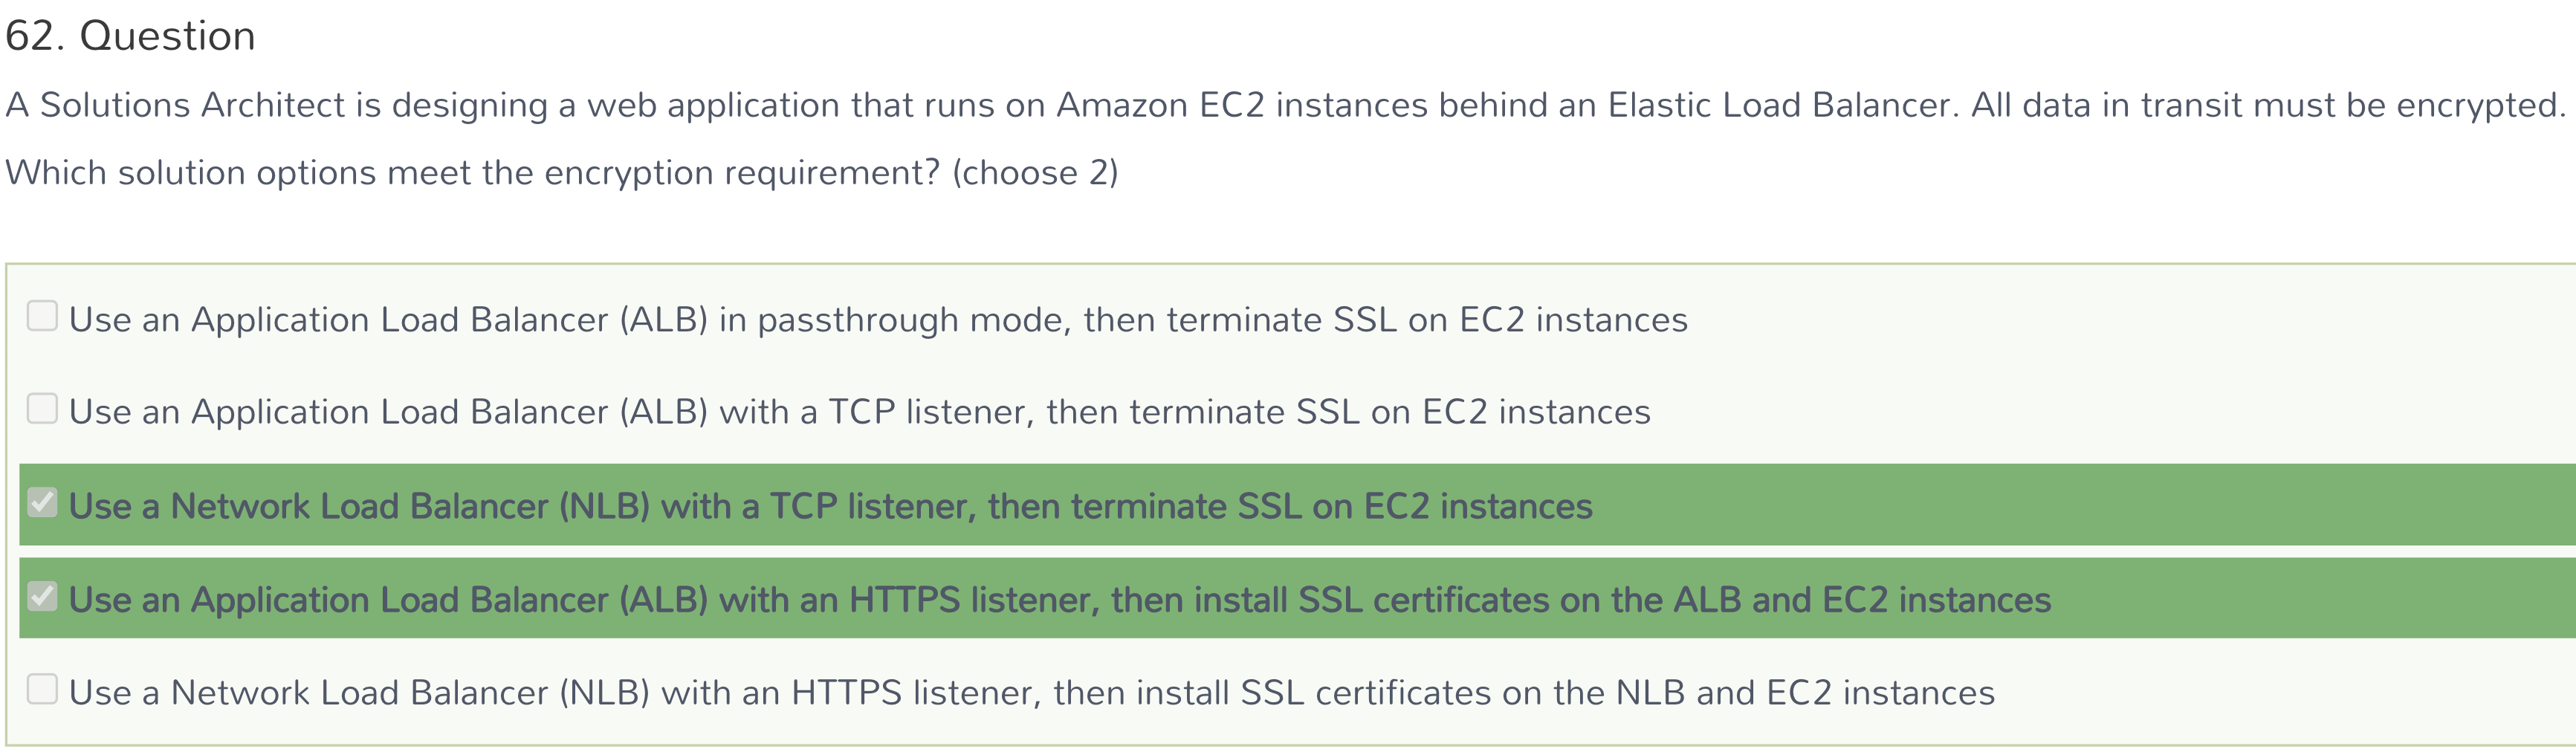 62. Question
A Solutions Architect is designing a web application that runs on Amazon EC2 instances behind an Elastic Load Balancer. All data in transit must be encrypted.
Which solution options meet the encryption requirement? (choose 2)
Use an Application Load Balancer (ALB) in passthrough mode, then terminate SSL on EC2 instances
Use an Application Load Balancer (ALB) with a TCP listener, then terminate SSL on EC2 instances
Use a Network Load Balancer (NLB) with a TCP listener, then terminate SSL on EC2 instances
Use an Application Load Balancer (ALB) with an HTTPS listener, then install SSL certificates on the ALB and EC2 instances
Use a Network Load Balancer (NLB) with an HTTPS listener, then install SSL certificates on the NLB and EC2 instances